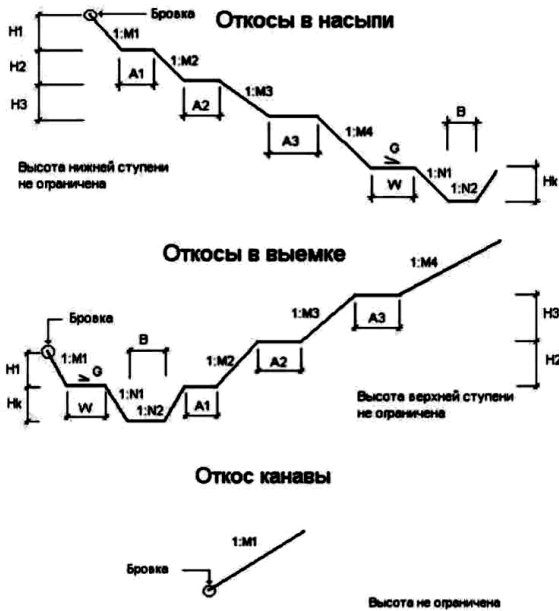 Откосы в насыпи
Бровка
H1
1:M1
H2
A1
1:M2
H3
A2
1:M3
A3
1:M4
B
G
W
1:N1
1:N2
Hk
Высота нижней ступени
не ограничена
Откосы в выемке
1:M4
Бровка
1:M3
A3
H3
B
H1
1:M1
G
1:M2
A2
H2
Hk
W
1:N1
1:N2
A1
Высота верхней ступени
не ограничена
Откос канавы
1:M1
Бровка
Высота не ограничена